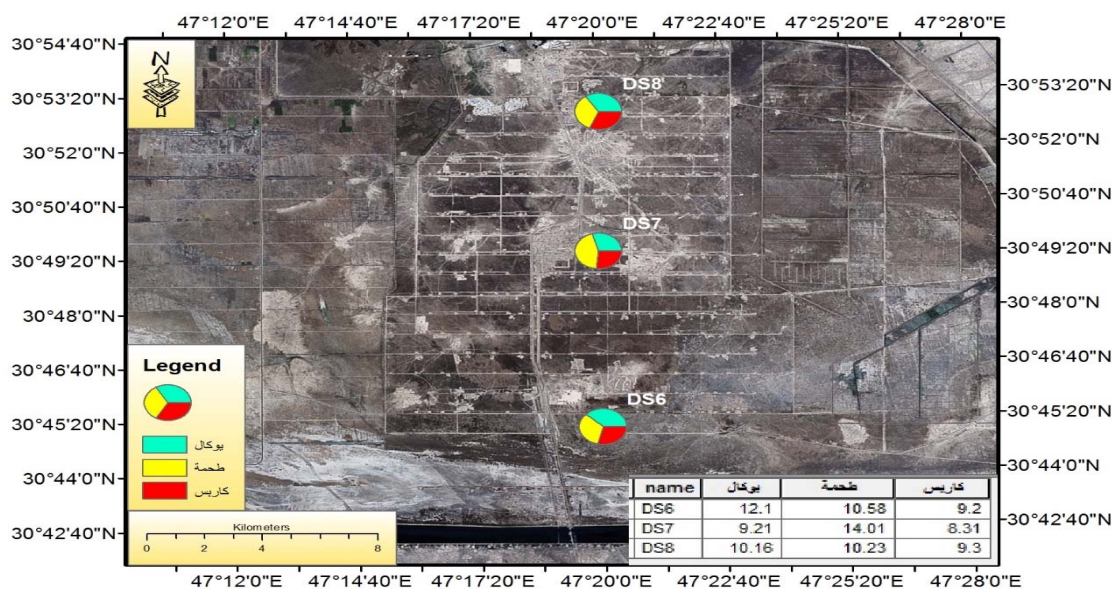 47°12'0"E 47°14'40"E 47°17'20"E 47°20'0"E 47°22'40"E 47°25'20"E 47°28'0"E
30°54'40"N
30°53'20"N
30°52'0"N
30°50'40"N
30°49'20"N
30°48'0"N
30°46'40"N
30°45'20"N
30°44'0"N
30°42'40"N
N
DS8
DS7
DS6
30°53'20"N
30°52'0"N
30°50'40"N
30°49'20"N
30°48'0"N
30°46'40"N
30°45'20"N
30°44'0"N
30°42'40"N
Legend
يوكال
طحمة
كاربس
Kilometers
0 2 4 8
name يوكال طحمة كاربس
DS6 12.1 10.58 9.2
DS7 9.21 14.01 8.31
DS8 10.16 10.23 9.3
47°12'0"E 47°14'40"E 47°17'20"E 47°20'0"E 47°22'40"E 47°25'20"E 47°28'0"E